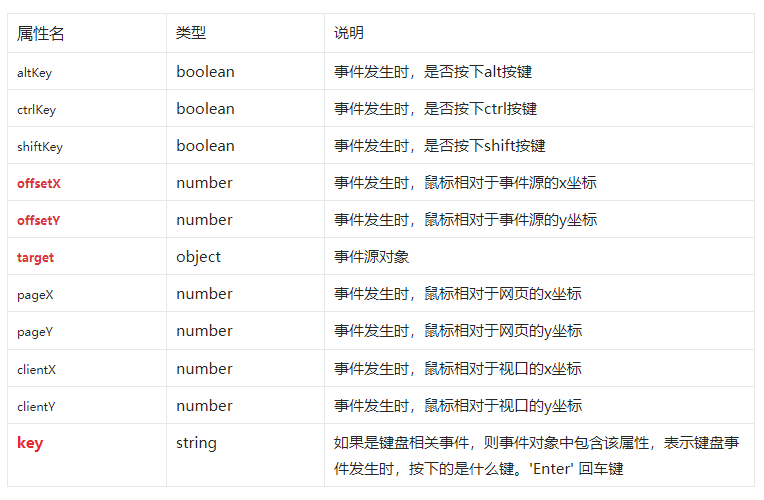 属性名 类型 说明
altKey boolean 事件发生时，是否按下alt按键
ctrlKey boolean 事件发生时，是否按下ctrl按键
shiftKey boolean 事件发生时，是否按下shift按键
offsetX number 事件发生时，鼠标相对于事件源的x坐标
offsetY number 事件发生时，鼠标相对于事件源的y坐标
target object 事件源对象
pageX number 事件发生时，鼠标相对于网页的x坐标
pageY number 事件发生时，鼠标相对于网页的y坐标
clientX number 事件发生时，鼠标相对于视口的x坐标
clientY number 事件发生时，鼠标相对于视口的y坐标
key string 如果是键盘相关事件，则事件对象中包含该属性，表示键盘事
件发生时，按下的是什么键。'Enter' 回车键